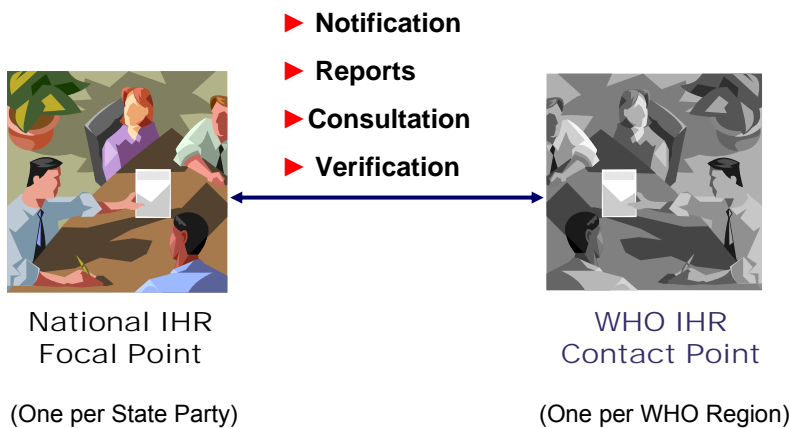 ► Notification
► Reports
►Consultation
► Verification
National IHR
Focal Point
(One per State Party)
WHO IHR
Contact Point
(One per WHO Region)